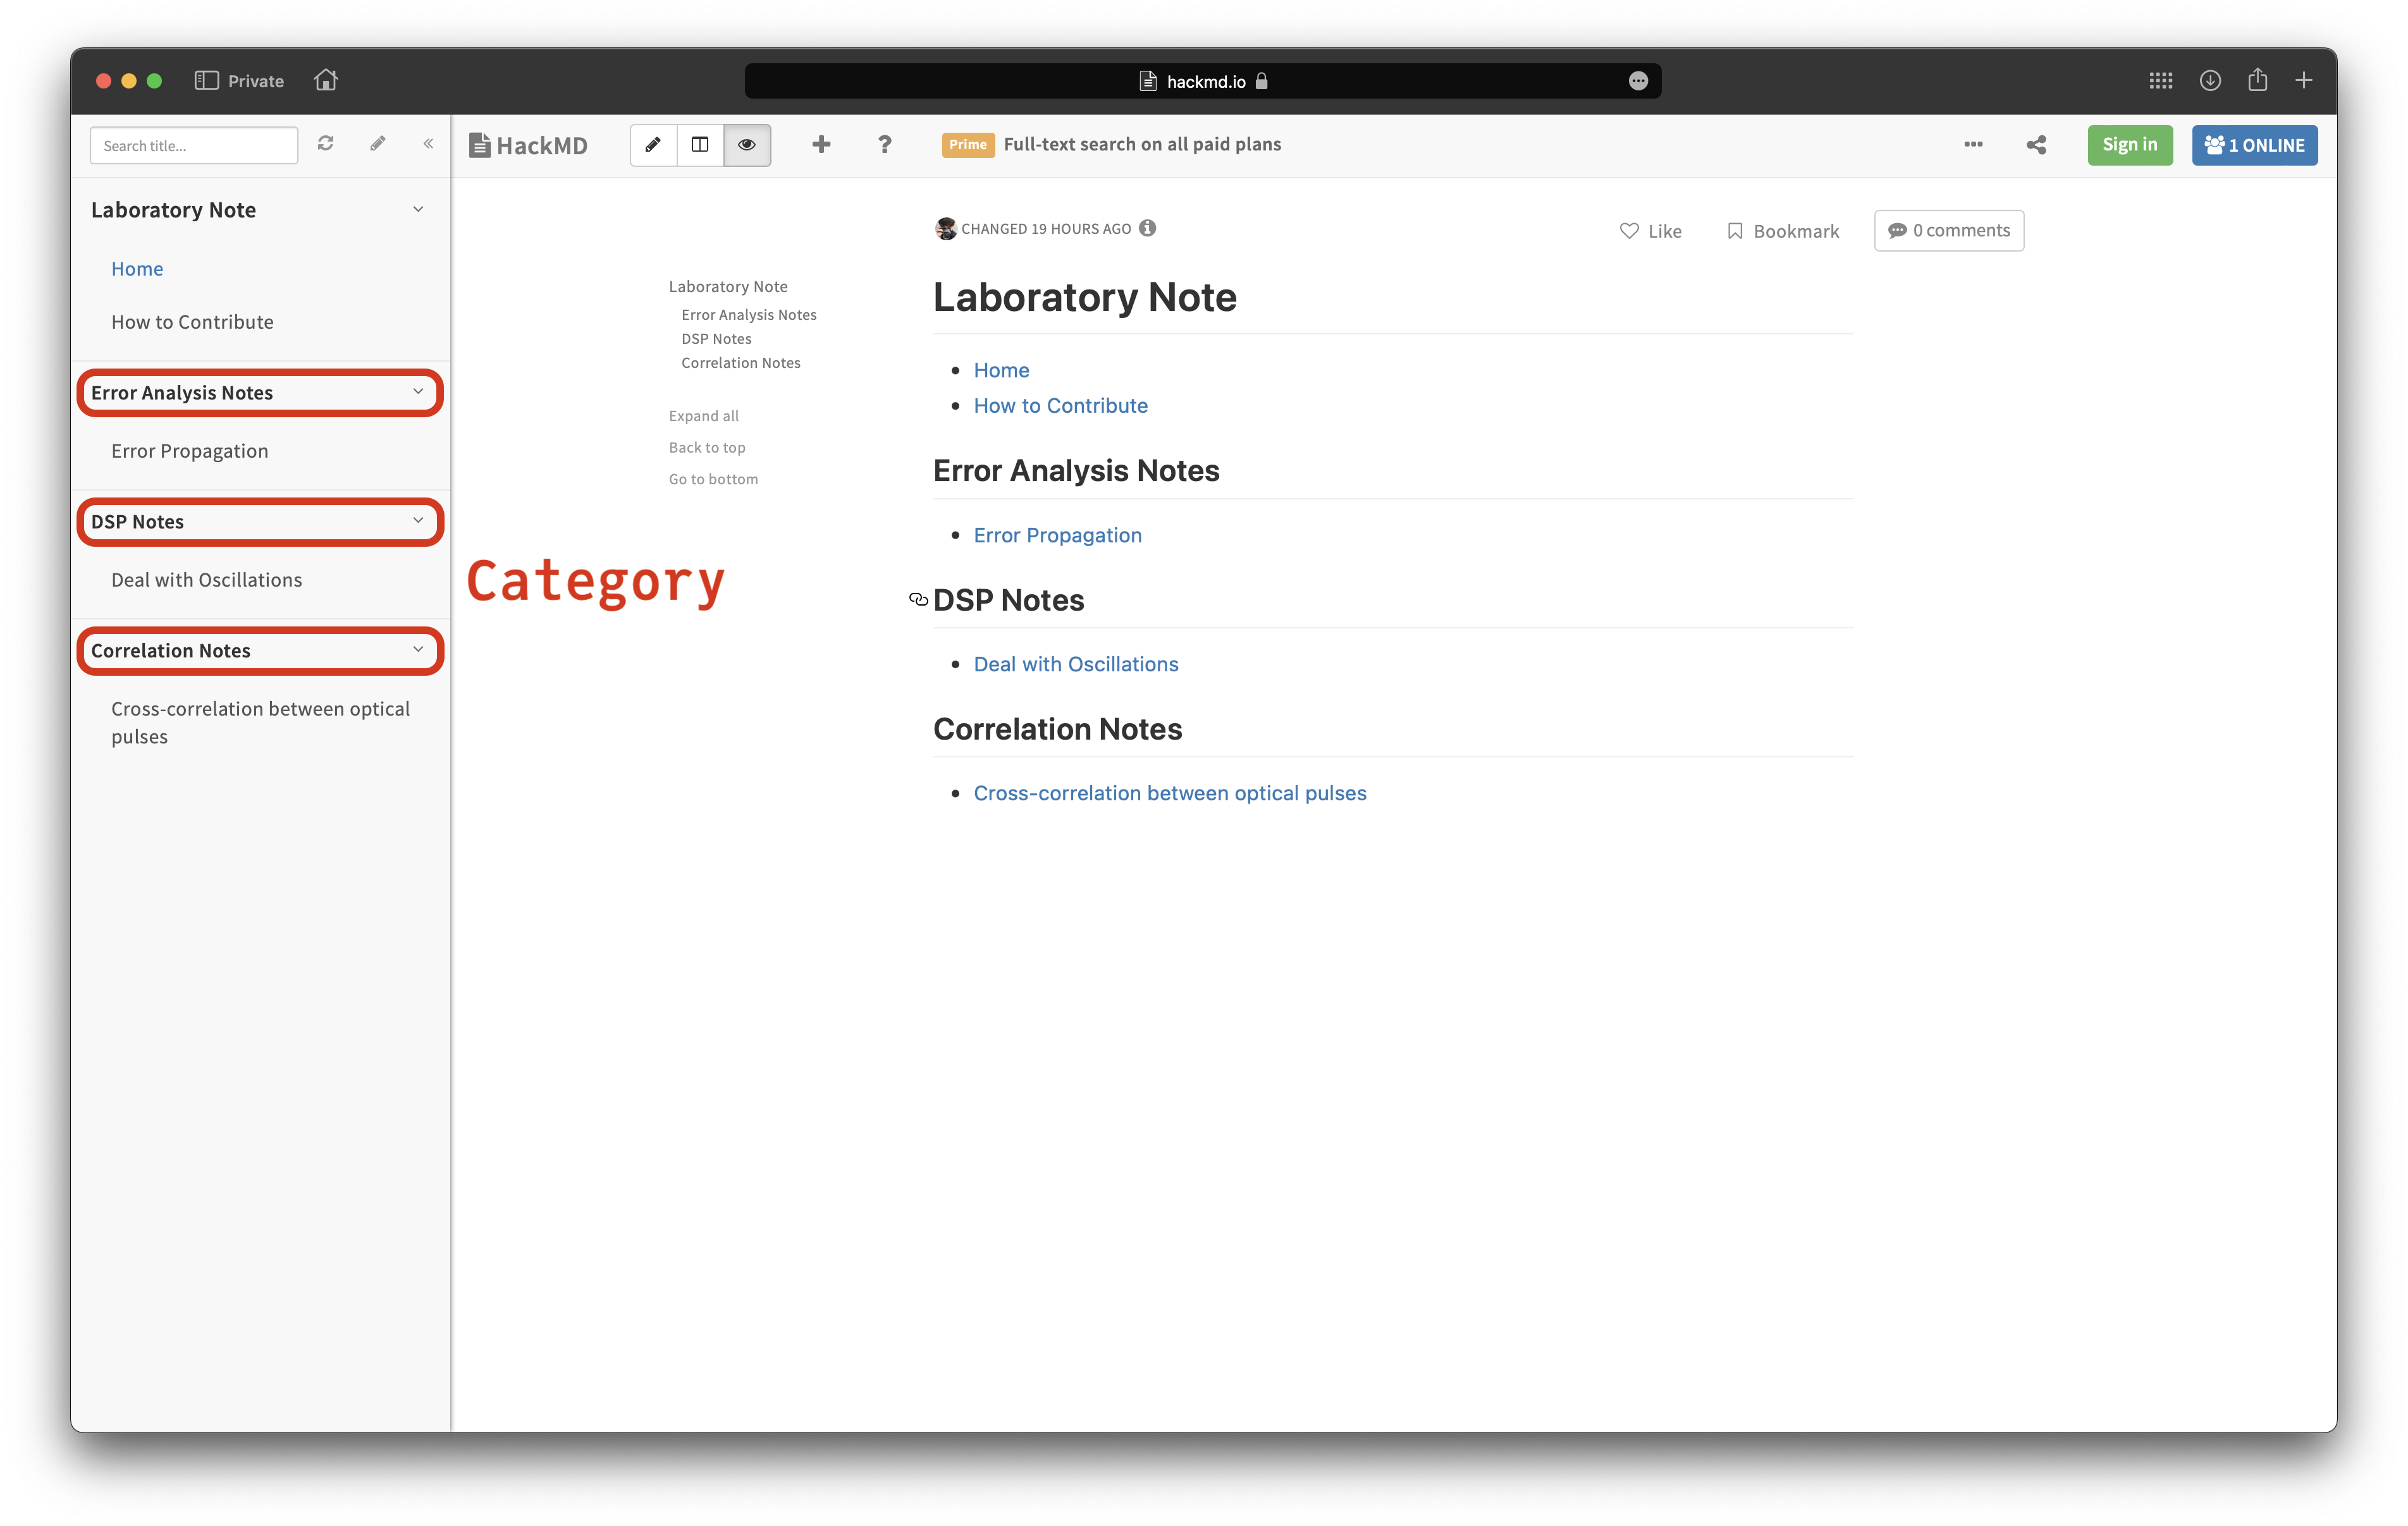 Private
hackmd.io
Search title...
HackMD
Prime Full-text search on all paid plans
Sign in
1 ONLINE
Laboratory Note
Home
How to Contribute
Error Analysis Notes
Error Propagation
DSP Notes
Deal with Oscillations
Correlation Notes
Cross-correlation between optical
pulses
Category
Laboratory Note
Error Analysis Notes
DSP Notes
Correlation Notes
Expand all
Back to top
Go to bottom
CHANGED 19 HOURS AGO
Like
Bookmark
0 comments
Laboratory Note
Home
How to Contribute
Error Analysis Notes
Error Propagation
DSP Notes
Deal with Oscillations
Correlation Notes
Cross-correlation between optical pulses